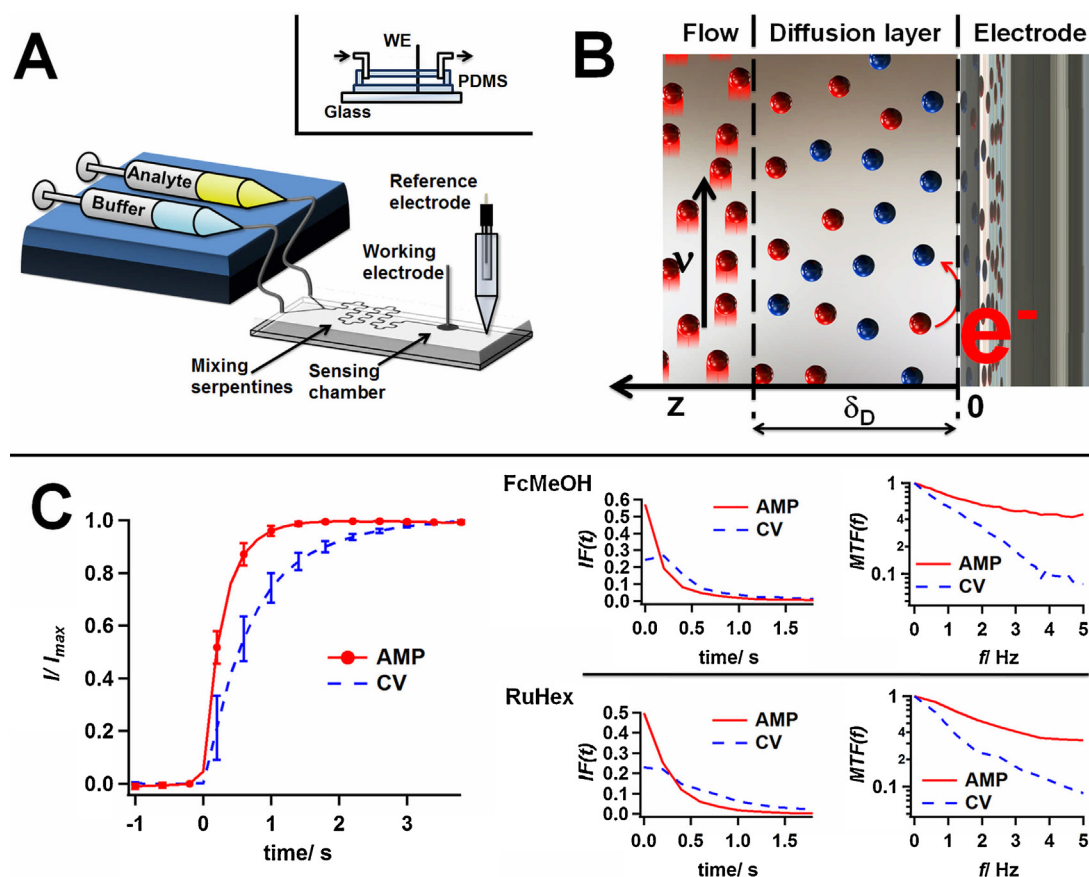 A
WE
PDMS
Glass
Analyte
Buffer
Reference
electrode
Working
electrode
Mixing
serpentines
Sensing
chamber
B
Flow
Diffusion layer
Electrode
v
e-
z
δD
0
C
I/ Imax
1.0
0.8
0.6
0.4
0.2
0.0
AMP
CV
-1
0
1
2
3
time/ s
FcMeOH
IF(t)
0.6
0.5
0.4
0.3
0.2
0.1
0.0
AMP
CV
0.0
0.5
1.0
1.5
time/ s
MTF(f)
1
4
2
0.1
AMP
CV
0
1
2
3
4
5
f/ Hz
RuHex
IF(t)
0.5
0.4
0.3
0.2
0.1
0.0
AMP
CV
0.0
0.5
1.0
1.5
time/ s
MTF(f)
1
4
2
0.1
AMP
CV
0
1
2
3
4
5
f/ Hz